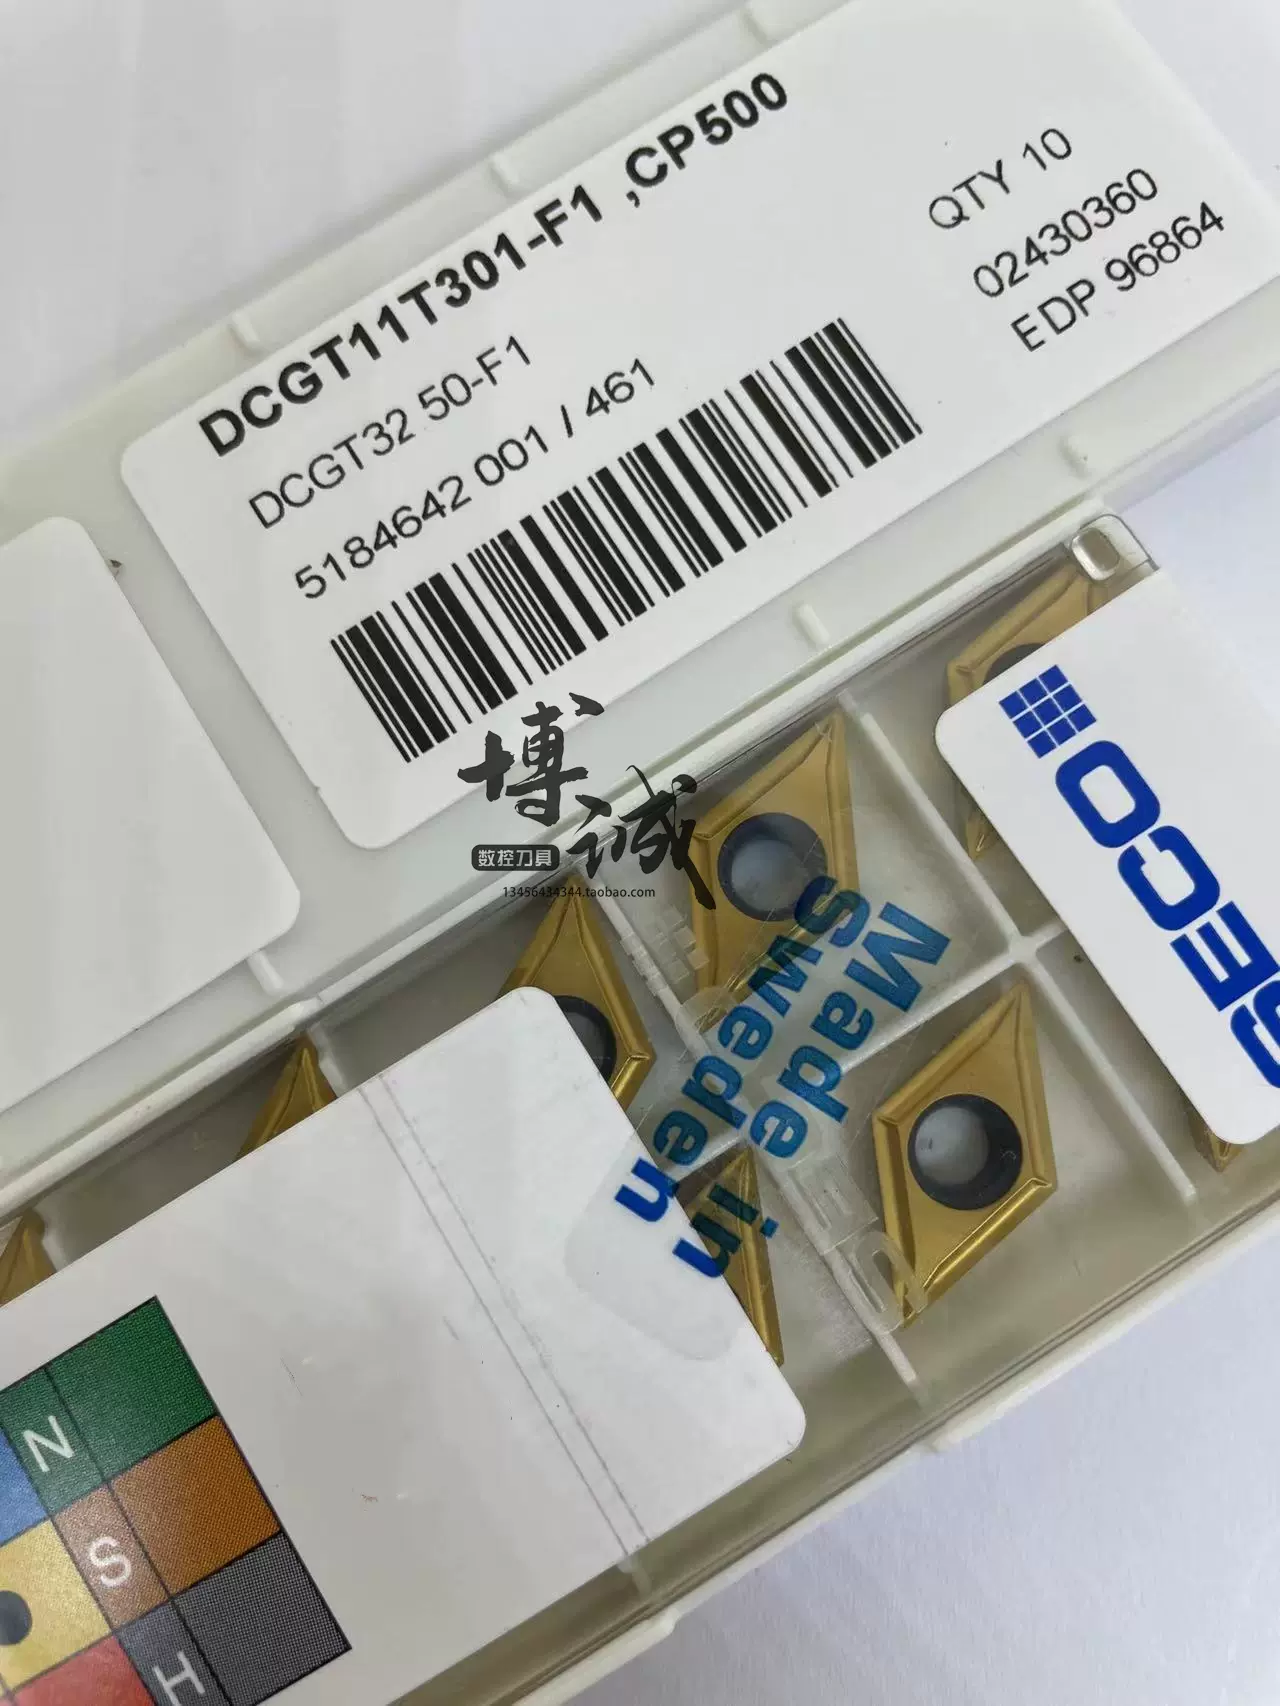 DCGT11T301-F1 ,CP500
DCGT32 50-F1
5184642 001 / 461
QTY 10
02430360
EDP 96864
博诚
数控刀具
13456434344.taobao.com
SECO
Made in
Sweden
N
S
H